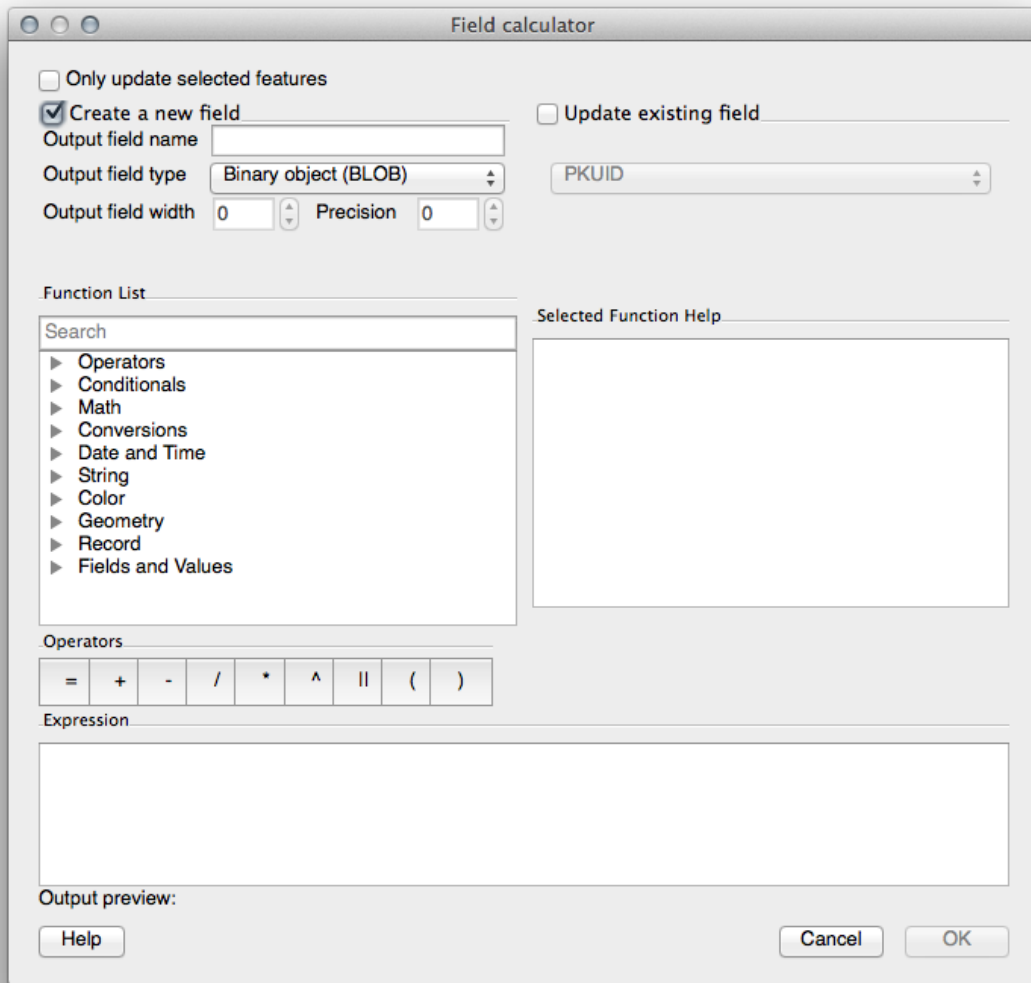 Field calculator
Only update selected features
Create a new field
Update existing field
Output field name
Output field type Binary object (BLOB)
PKUID
Output field width 0 Precision 0
Function List
Selected Function Help
Search
Operators
Conditionals
Math
Conversions
Date and Time
String
Color
Geometry
Record
Fields and Values
Operators
= + - / * ^ || ( )
Expression
Output preview:
Help Cancel OK